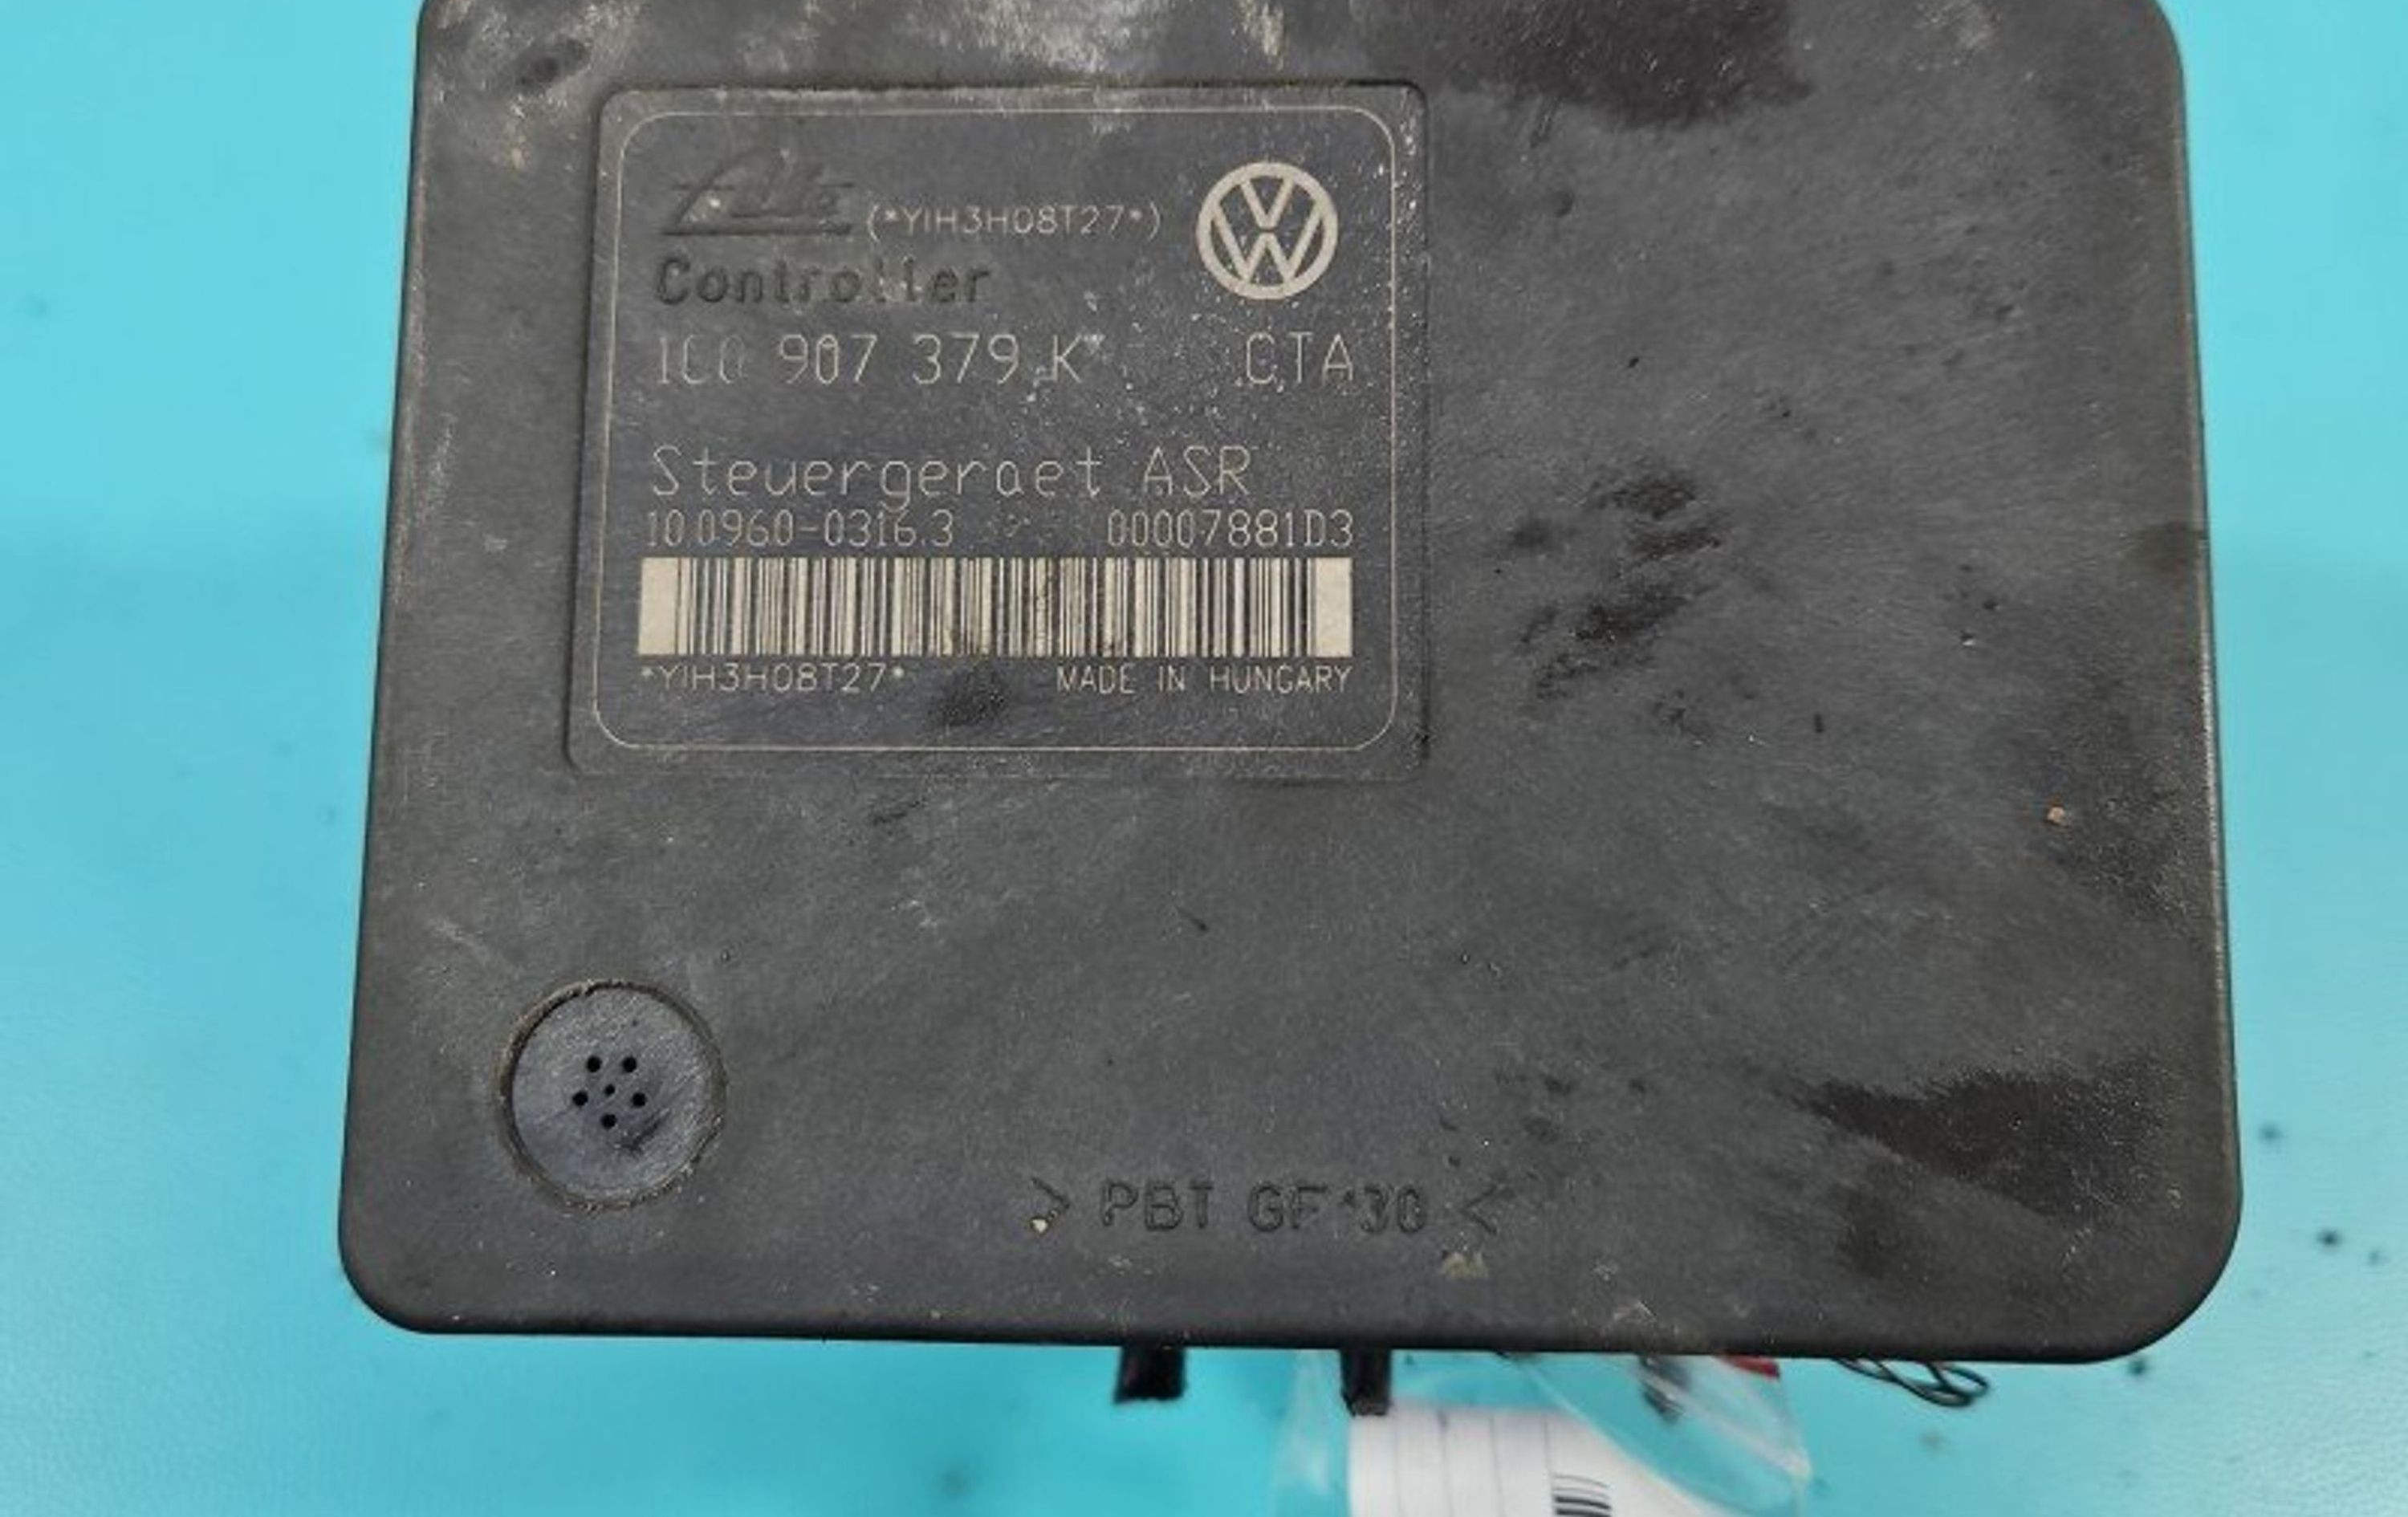 Ate (*YIH3H08T27*)
Controller
1C0 907 379 K CTA
Steuergeraet ASR
10.0960-0316.3 00007881D3
*YIH3H08T27* MADE IN HUNGARY
> PBT GF 30 <